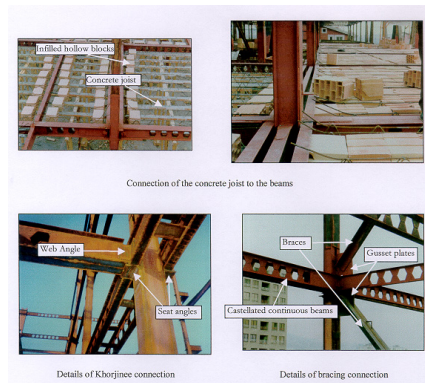 Infilled hollow blocks
Concrete joist
Connection of the concrete joist to the beams
Web Angle
Seat angles
Braces
Gusset plates
Castellated continuous beams
Details of Khorjinee connection
Details of bracing connection